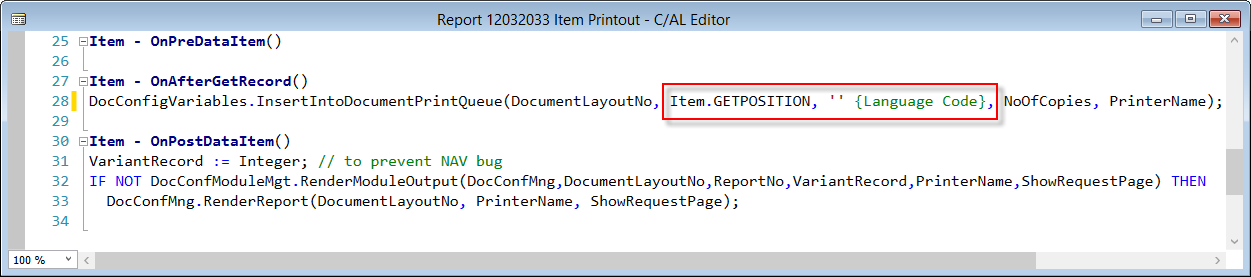 Report 12032033 Item Printout - C/AL Editor
25 Item - OnPreDataItem()
26
27 Item - OnAfterGetRecord()
28 DocConfigVariables.InsertIntoDocumentPrintQueue(DocumentLayoutNo, Item.GETPOSITION, '' {Language Code}, NoOfCopies, PrinterName);
29
30 Item - OnPostDataItem()
31 VariantRecord := Integer; // to prevent NAV bug
32 IF NOT DocConfModuleMgt.RenderModuleOutput(DocConfMng,DocumentLayoutNo,ReportNo,VariantRecord,PrinterName,ShowRequestPage) THEN
33 DocConfMng.RenderReport(DocumentLayoutNo, PrinterName, ShowRequestPage);
34
100 %